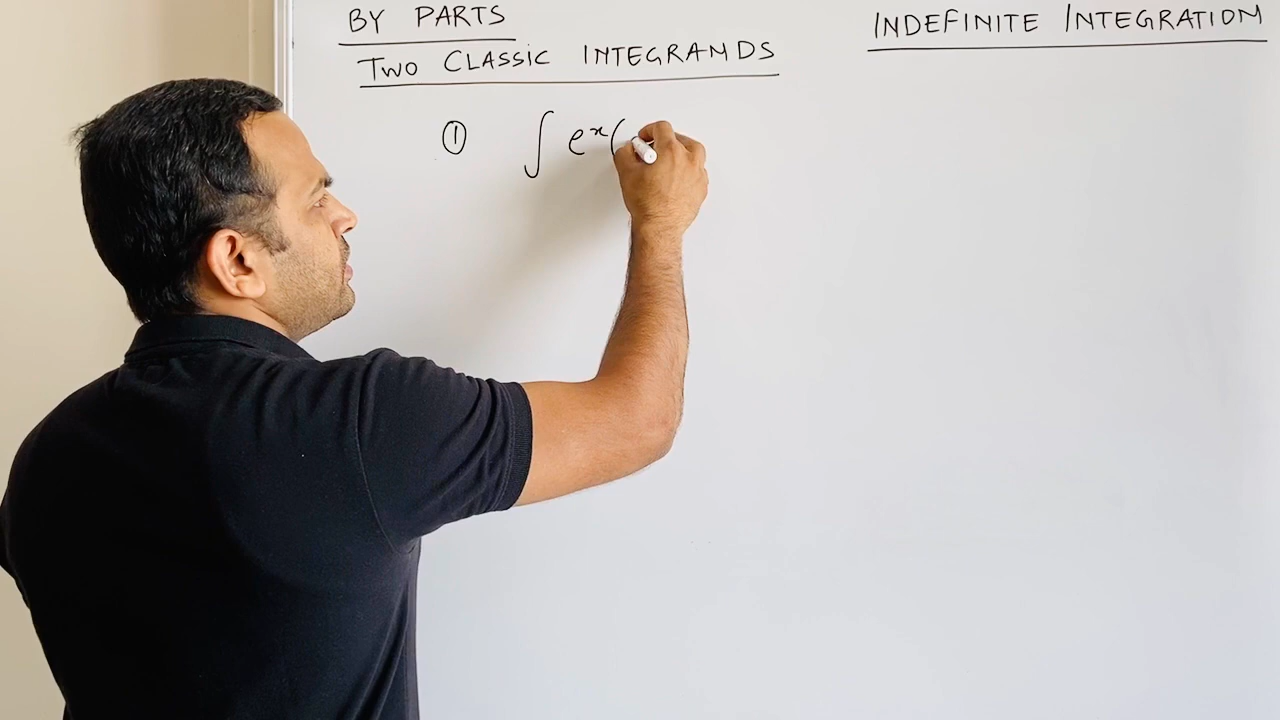 BY PARTS
TWO CLASSIC INTEGRANDS
INDEFINITE INTEGRATION
① ∫ eˣ(